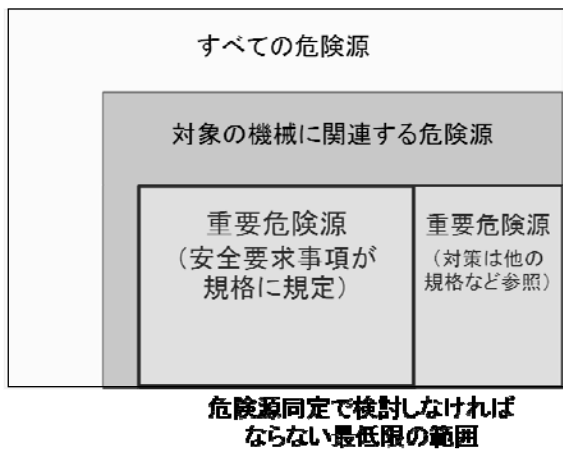 すべての危険源
対象の機械に関連する危険源
重要危険源
(安全要求事項が
規格に規定)
重要危険源
(対策は他の
規格など参照)
危険源同定で検討しなければ
ならない最低限の範囲